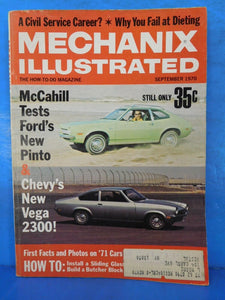 A Civil Service Career? * Why You Fail at Dieting
MECHANIX
ILLUSTRATED
THE HOW-TO-DO MAGAZINE
SEPTEMBER 1970
McCahill
Tests
Ford's
New
Pinto
STILL ONLY 35¢
&
Chevy's
New
Vega
2300!
First Facts and Photos on '71 Cars
HOW TO: Install a Sliding Glass
Build a Butcher Block